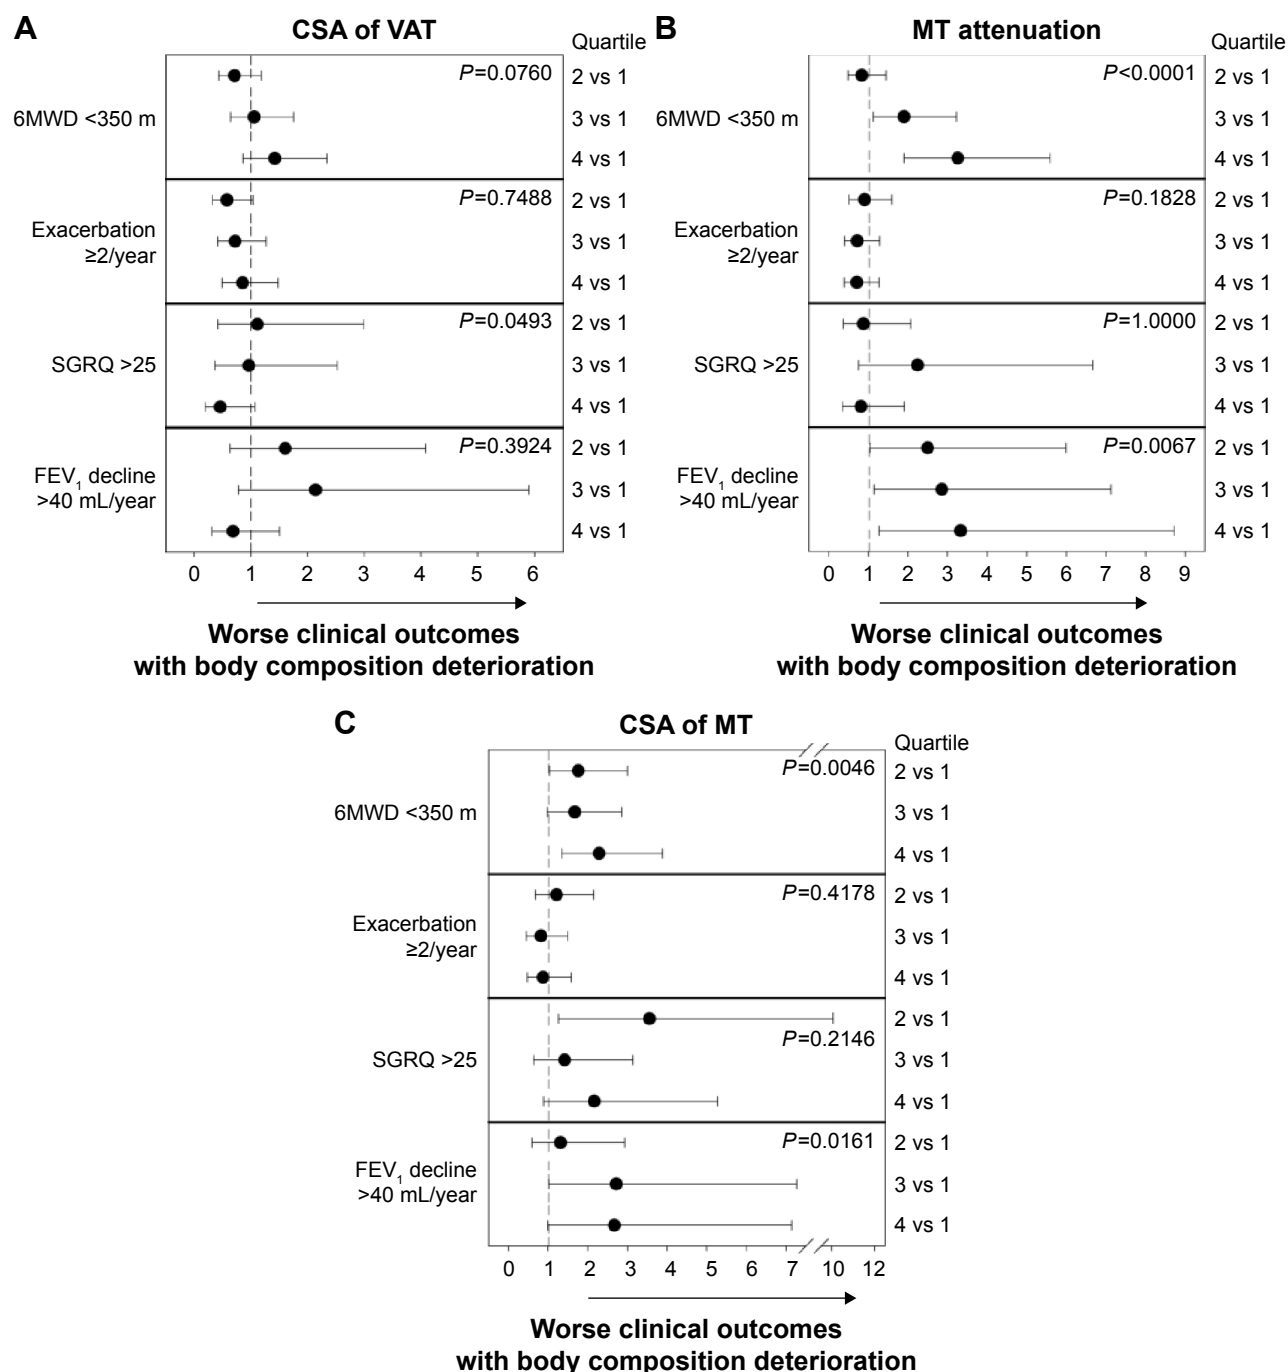 A
CSA of VAT
Quartile
6MWD <350 m
P=0.0760
2 vs 1
3 vs 1
4 vs 1
Exacerbation
≥2/year
P=0.7488
2 vs 1
3 vs 1
4 vs 1
SGRQ >25
P=0.0493
2 vs 1
3 vs 1
4 vs 1
FEV₁ decline
>40 mL/year
P=0.3924
2 vs 1
3 vs 1
4 vs 1
0 1 2 3 4 5 6
Worse clinical outcomes
with body composition deterioration
B
MT attenuation
Quartile
6MWD <350 m
P<0.0001
2 vs 1
3 vs 1
4 vs 1
Exacerbation
≥2/year
P=0.1828
2 vs 1
3 vs 1
4 vs 1
SGRQ >25
P=1.0000
2 vs 1
3 vs 1
4 vs 1
FEV₁ decline
>40 mL/year
P=0.0067
2 vs 1
3 vs 1
4 vs 1
0 1 2 3 4 5 6 7 8 9
Worse clinical outcomes
with body composition deterioration
C
CSA of MT
Quartile
6MWD <350 m
P=0.0046
2 vs 1
3 vs 1
4 vs 1
Exacerbation
≥2/year
P=0.4178
2 vs 1
3 vs 1
4 vs 1
SGRQ >25
P=0.2146
2 vs 1
3 vs 1
4 vs 1
FEV₁ decline
>40 mL/year
P=0.0161
2 vs 1
3 vs 1
4 vs 1
0 1 2 3 4 5 6 7 10 12
Worse clinical outcomes
with body composition deterioration